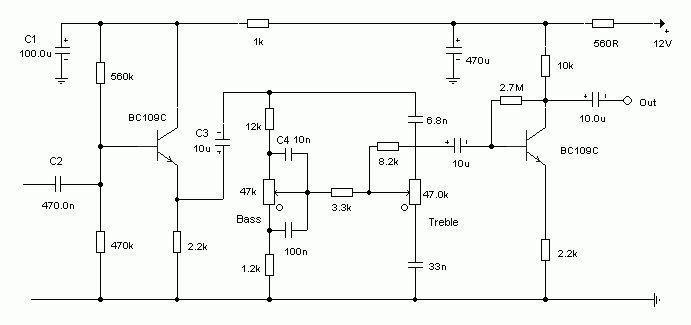 C1
100.0u
1k
470u
560R
12V
560k
10k
2.7M
BC109C
C3
10u
12k
C4 10n
6.8n
10.0u
Out
8.2k
10u
BC109C
C2
470.0n
47k
Bass
3.3k
47.0k
Treble
470k
2.2k
100n
1.2k
33n
2.2k